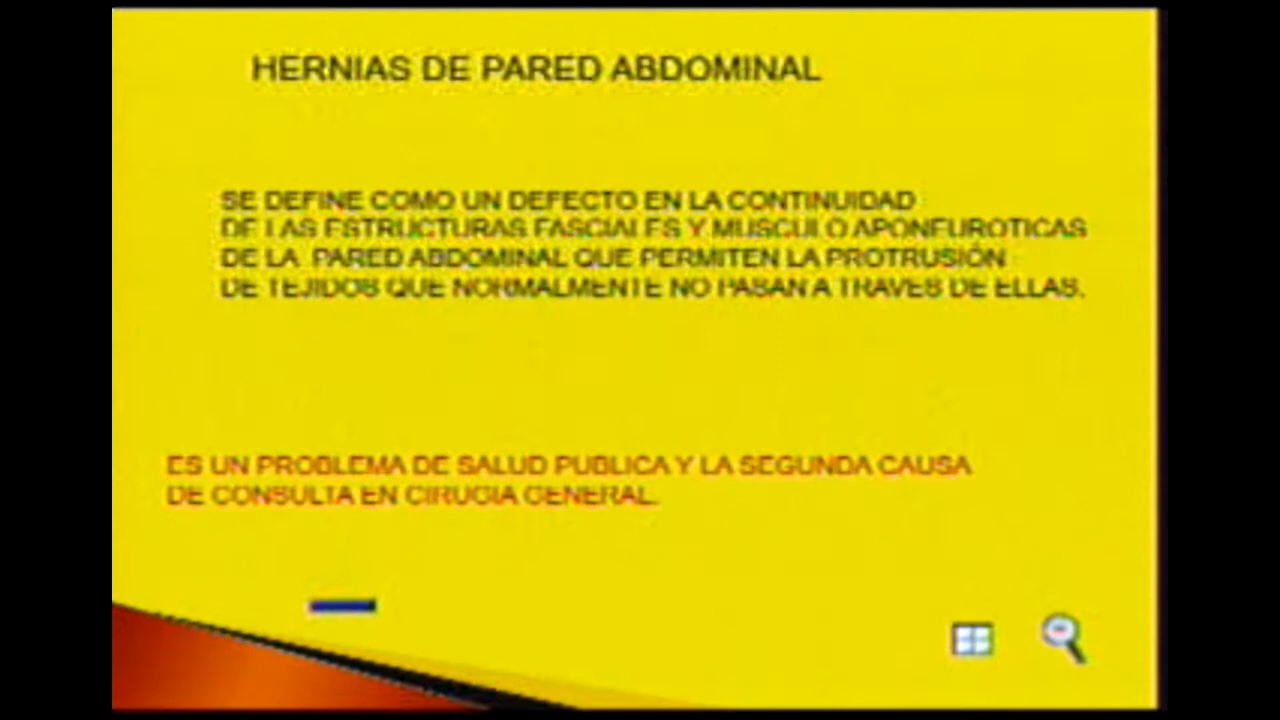 HERNIAS DE PARED ABDOMINAL
SE DEFINE COMO UN DEFECTO EN LA CONTINUIDAD
DE LAS ESTRUCTURAS FASCIALES Y MUSCULO APONEUROTICAS
DE LA PARED ABDOMINAL QUE PERMITEN LA PROTRUSIÓN
DE TEJIDOS QUE NORMALMENTE NO PASAN A TRAVES DE ELLAS.
ES UN PROBLEMA DE SALUD PUBLICA Y LA SEGUNDA CAUSA
DE CONSULTA EN CIRUGIA GENERAL.